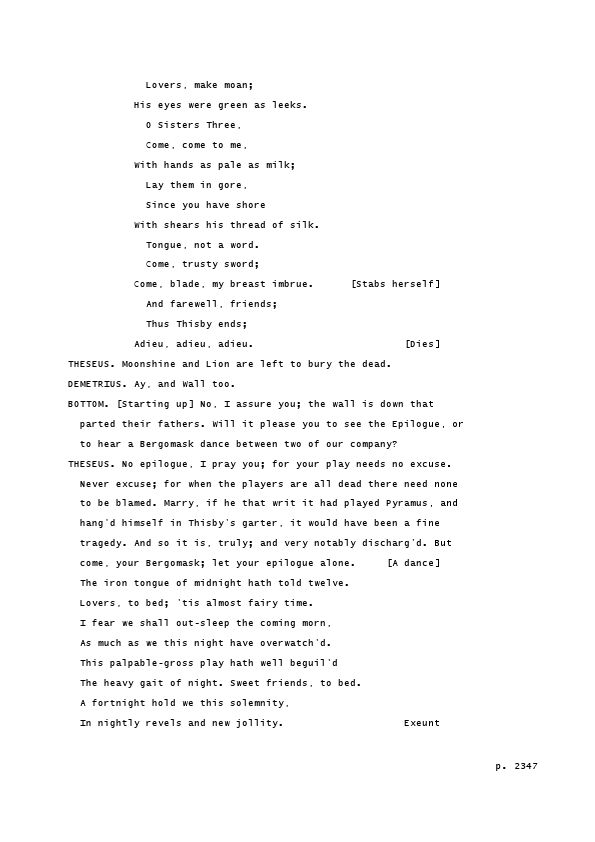 Lovers, make moan;
His eyes were green as leeks.
O Sisters Three,
Come, come to me,
With hands as pale as milk;
Lay them in gore,
Since you have shore
With shears his thread of silk.
Tongue, not a word.
Come, trusty sword;
Come, blade, my breast imbrue. [Stabs herself]
And farewell, friends;
Thus Thisby ends;
Adieu, adieu, adieu. [Dies]
THESEUS. Moonshine and Lion are left to bury the dead.
DEMETRIUS. Ay, and Wall too.
BOTTOM. [Starting up] No, I assure you; the wall is down that
parted their fathers. Will it please you to see the Epilogue, or
to hear a Bergomask dance between two of our company?
THESEUS. No epilogue, I pray you; for your play needs no excuse.
Never excuse; for when the players are all dead there need none
to be blamed. Marry, if he that writ it had played Pyramus, and
hang'd himself in Thisby's garter, it would have been a fine
tragedy. And so it is, truly; and very notably discharg'd. But
come, your Bergomask; let your epilogue alone. [A dance]
The iron tongue of midnight hath told twelve.
Lovers, to bed; 'tis almost fairy time.
I fear we shall out-sleep the coming morn,
As much as we this night have overwatch'd.
This palpable-gross play hath well beguil'd
The heavy gait of night. Sweet friends, to bed.
A fortnight hold we this solemnity,
In nightly revels and new jollity. Exeunt
p. 2347